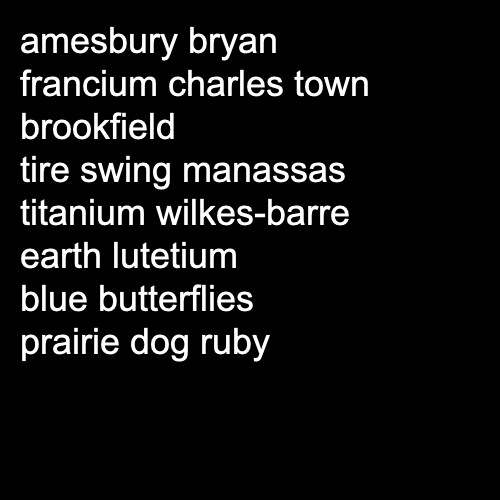 amesbury bryan
francium charles town
brookfield
tire swing manassas
titanium wilkes-barre
earth lutetium
blue butterflies
prairie dog ruby